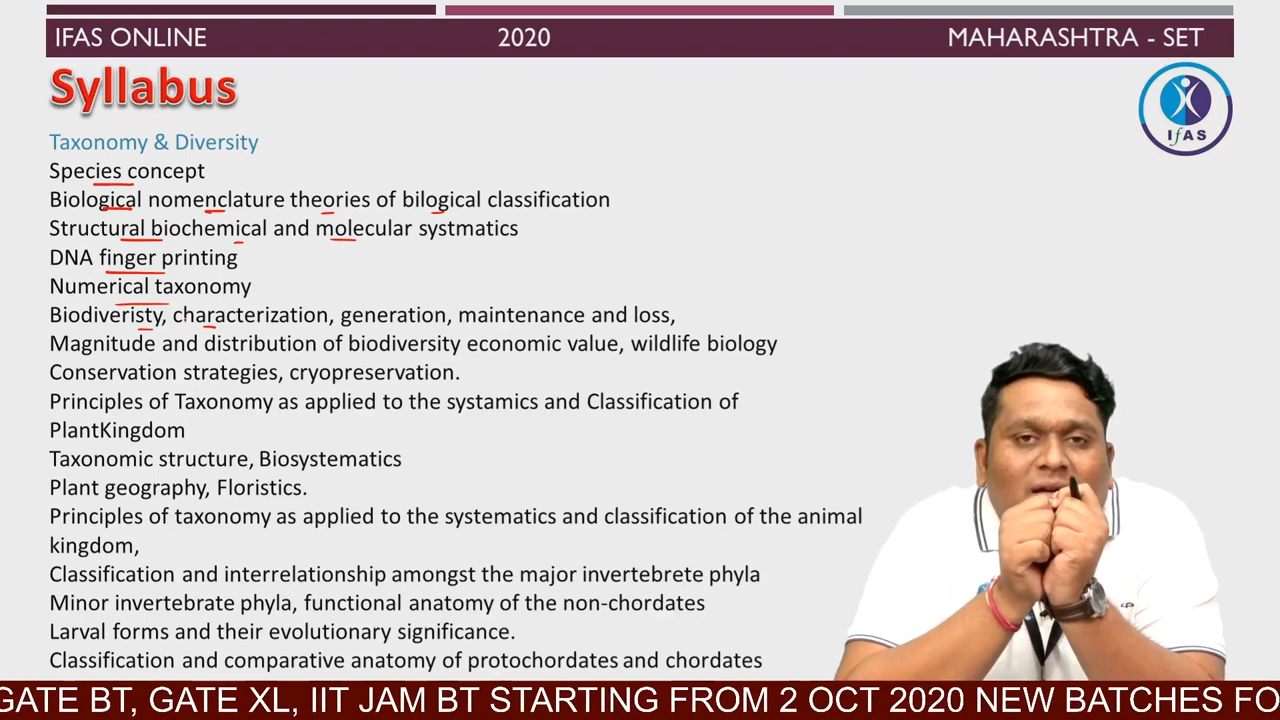 IFAS ONLINE 2020 MAHARASHTRA - SET
Syllabus
IfAS
Taxonomy & Diversity
Species concept
Biological nomenclature theories of bilogical classification
Structural biochemical and molecular systmatics
DNA finger printing
Numerical taxonomy
Biodiveristy, characterization, generation, maintenance and loss,
Magnitude and distribution of biodiversity economic value, wildlife biology
Conservation strategies, cryopreservation.
Principles of Taxonomy as applied to the systamics and Classification of
PlantKingdom
Taxonomic structure, Biosystematics
Plant geography, Floristics.
Principles of taxonomy as applied to the systematics and classification of the animal
kingdom,
Classification and interrelationship amongst the major invertebrete phyla
Minor invertebrate phyla, functional anatomy of the non-chordates
Larval forms and their evolutionary significance.
Classification and comparative anatomy of protochordates and chordates
GATE BT, GATE XL, IIT JAM BT STARTING FROM 2 OCT 2020 NEW BATCHES FO